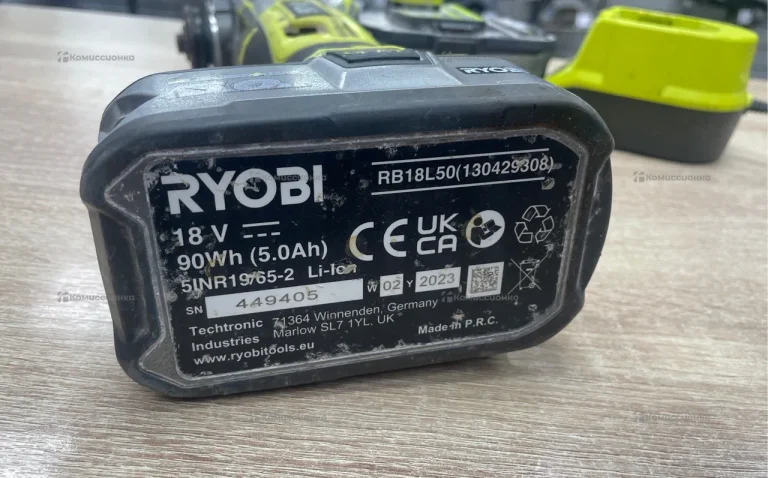 RYOBI
RYOBI
RB18L50(130429308)
18 V
90Wh (5.0Ah)
5INR19/65-2 Li-Ion
CE UK CA
SN 449405
W 02 Y 2023
Techtronic Industries
71364 Winnenden, Germany
Marlow SL7 1YL. UK
www.ryobitools.eu
Made in P.R.C.
Комиссионка
Комиссионка
Комиссионка
Комиссионка
Комиссионка
Комиссионка